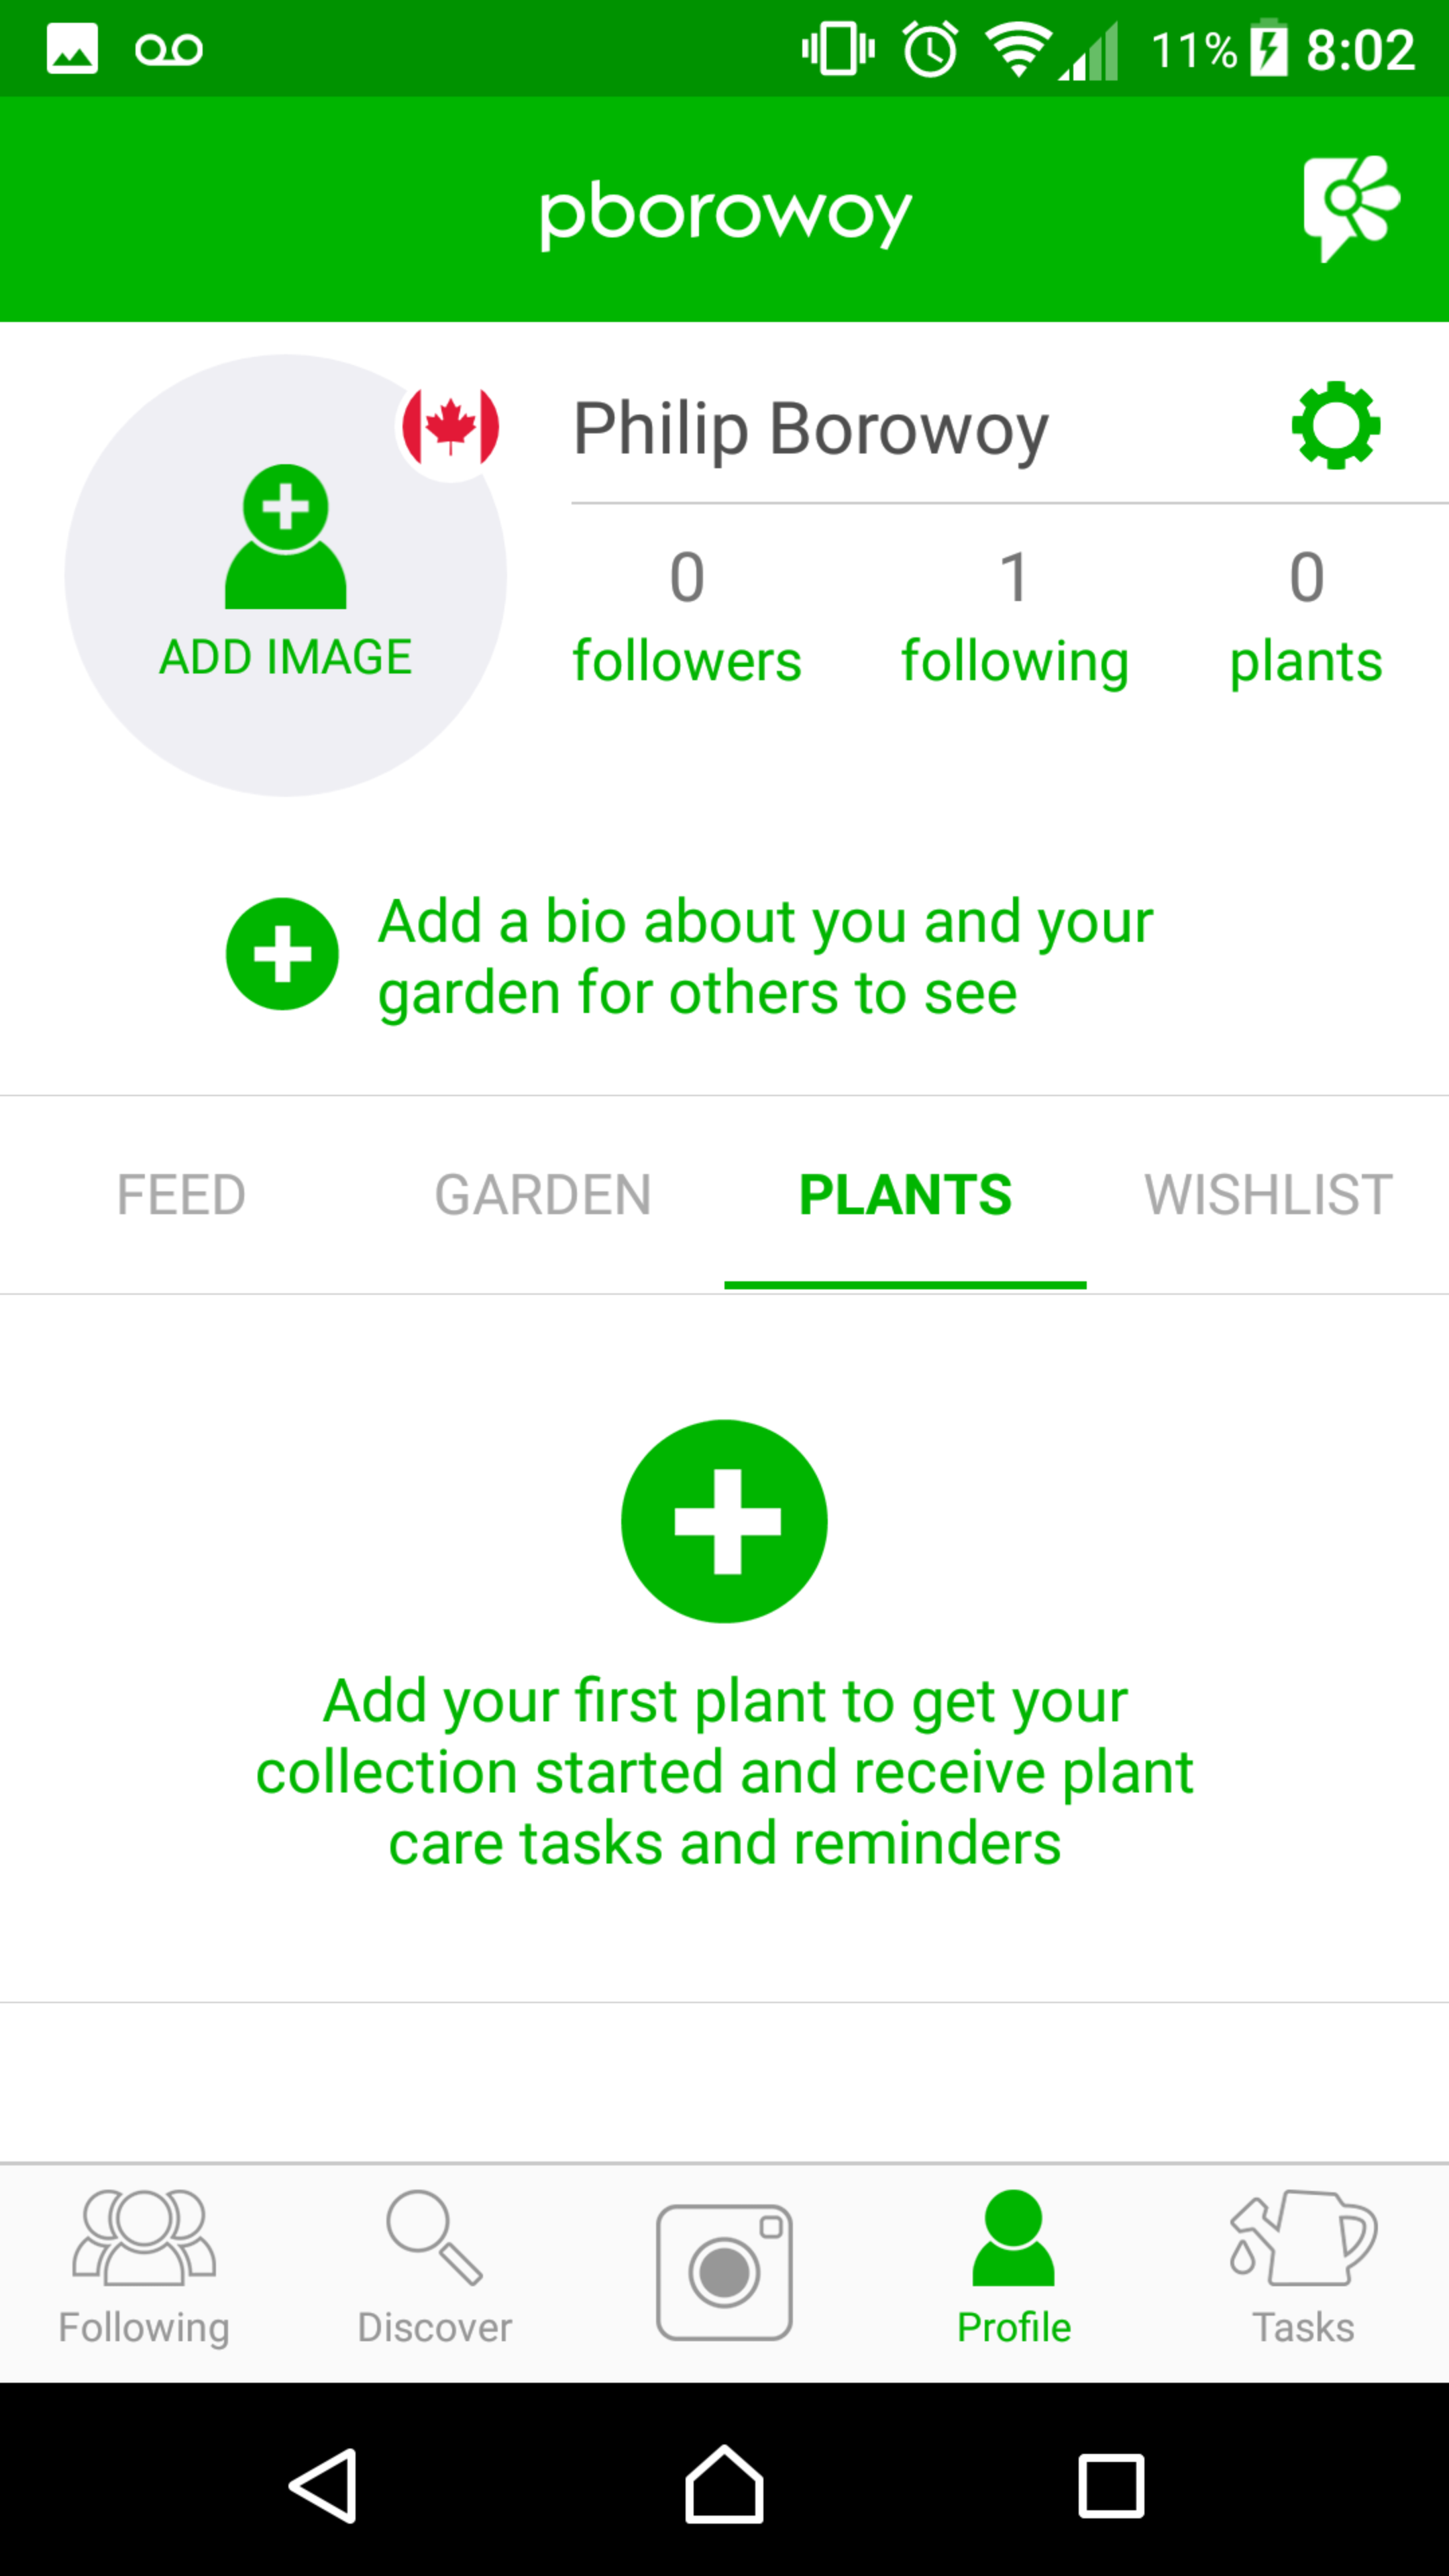 11% 8:02
pborowoy
Philip Borowoy
0 1 0
followers following plants
ADD IMAGE
Add a bio about you and your
garden for others to see
FEED GARDEN PLANTS WISHLIST
Add your first plant to get your
collection started and receive plant
care tasks and reminders
Following Discover Profile Tasks